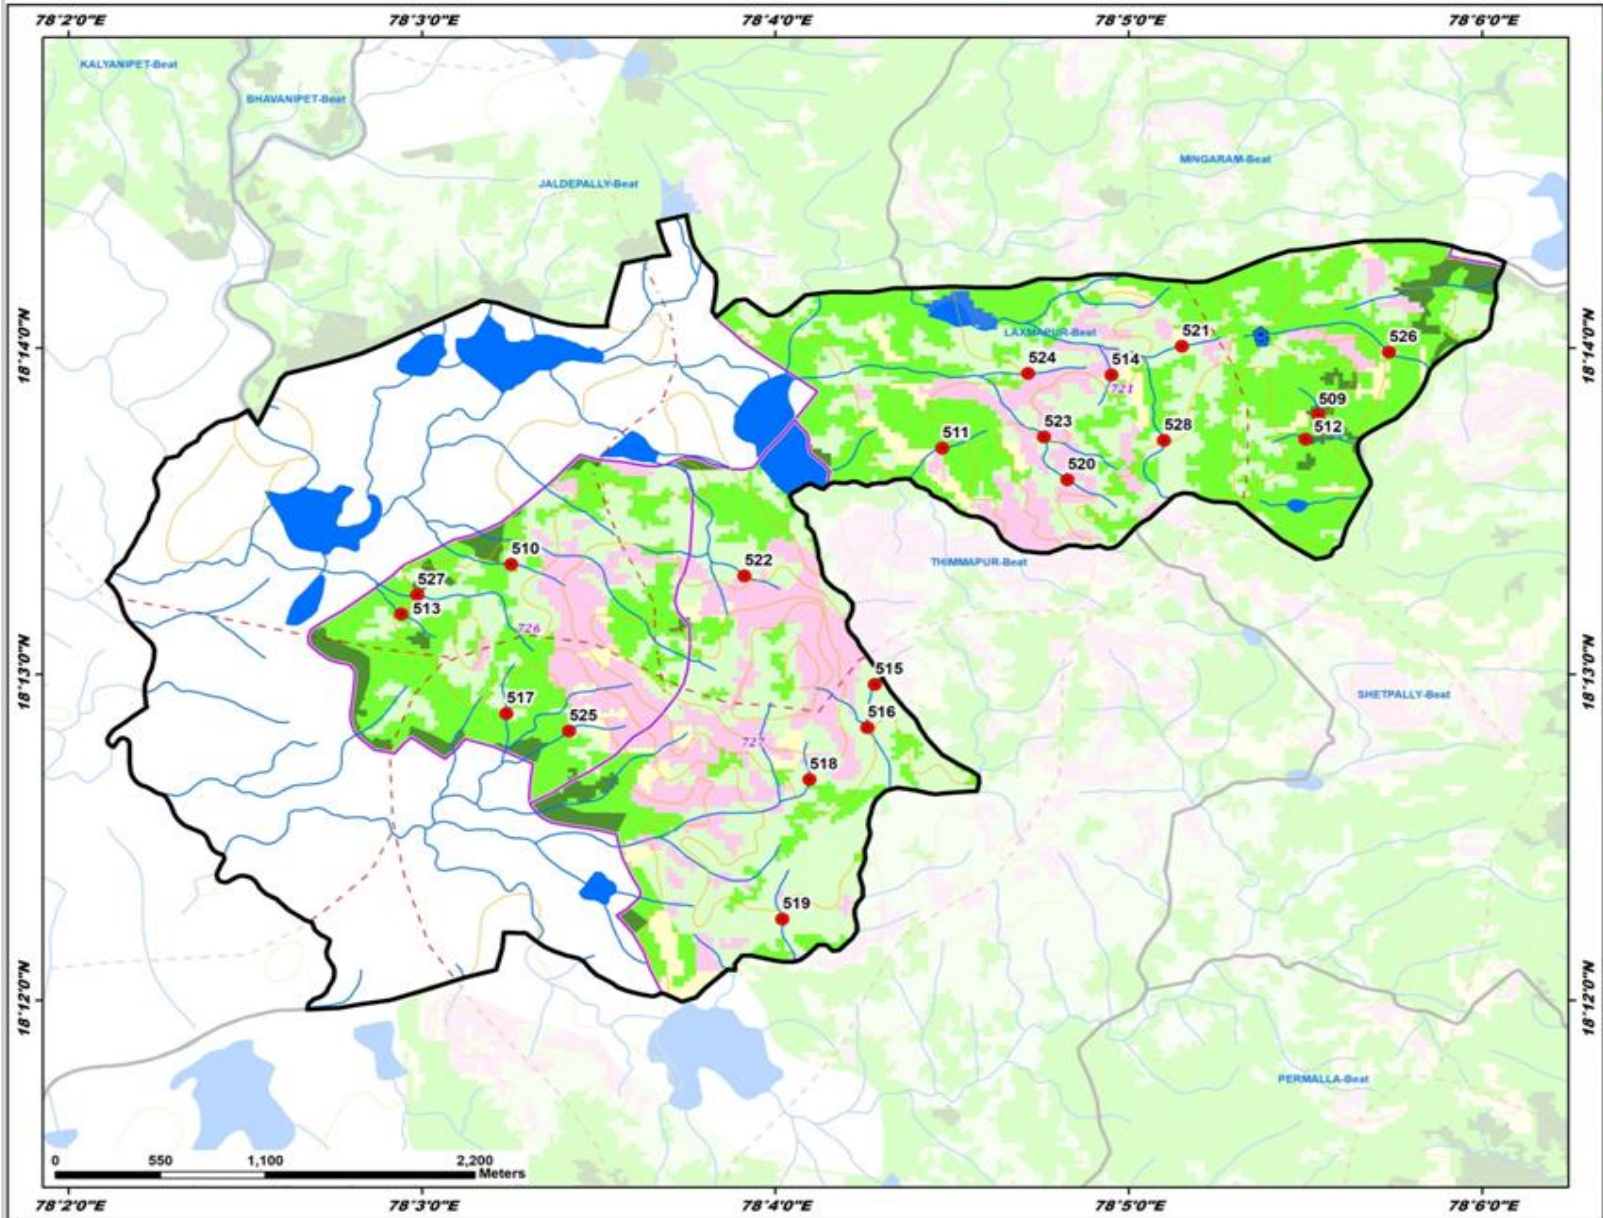 78°2'0"E 78°3'0"E 78°4'0"E 78°5'0"E 78°6'0"E
KALYANIPET-Beat
BHAVANIPET-Beat
MINGARAM-Beat
JALDEPALLY-Beat
18°14'0"N
LAXMAPUR-Beat
521
526
18°14'0"N
524
514
721
509
523
528
512
511
520
510
522
THIMMAPUR-Beat
527
513
726
18°13'0"N
515
18°13'0"N
517
525
516
SHETPALLY-Beat
727
518
519
18°12'0"N
18°12'0"N
PERMALLA-Beat
0 550 1,100 2,200
Meters
78°2'0"E 78°3'0"E 78°4'0"E 78°5'0"E 78°6'0"E